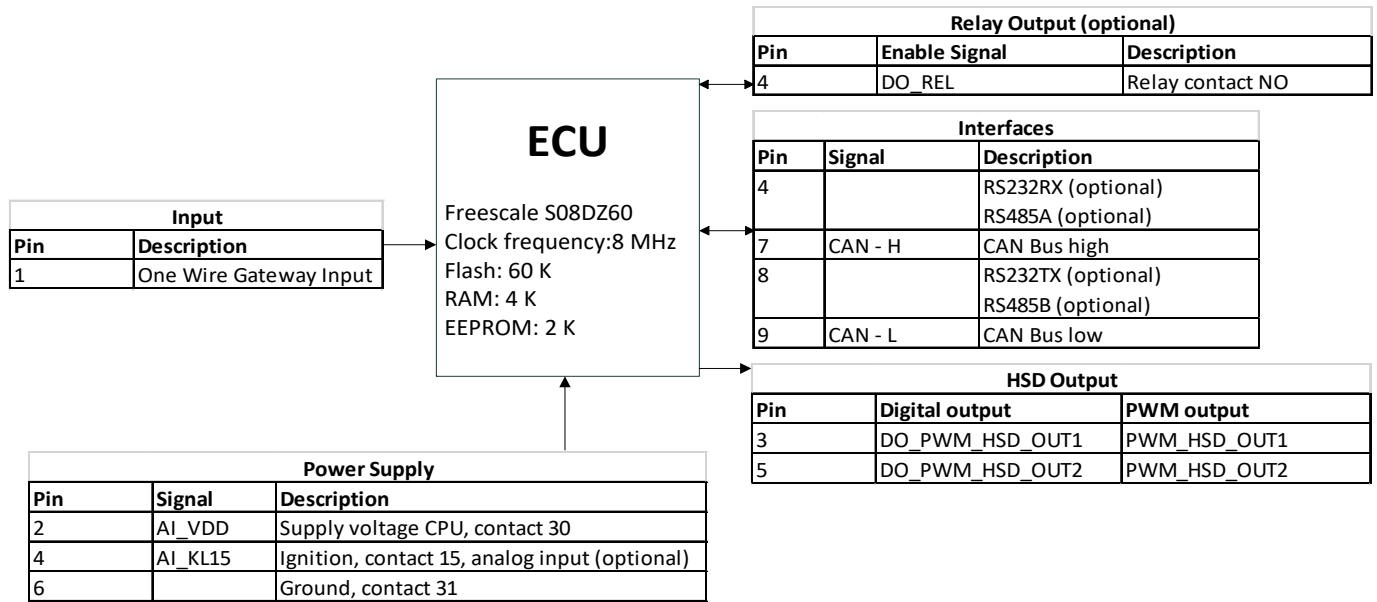 Relay Output (optional)
Pin Enable Signal Description
4 DO_REL Relay contact NO
ECU
Freescale S08DZ60
Clock frequency:8 MHz
Flash: 60 K
RAM: 4 K
EEPROM: 2 K
Interfaces
Pin Signal Description
4 RS232RX (optional)
RS485A (optional)
7 CAN - H CAN Bus high
8 RS232TX (optional)
RS485B (optional)
9 CAN - L CAN Bus low
Input
Pin Description
1 One Wire Gateway Input
HSD Output
Pin Digital output PWM output
3 DO_PWM_HSD_OUT1 PWM_HSD_OUT1
5 DO_PWM_HSD_OUT2 PWM_HSD_OUT2
Power Supply
Pin Signal Description
2 AI_VDD Supply voltage CPU, contact 30
4 AI_KL15 Ignition, contact 15, analog input (optional)
6 Ground, contact 31